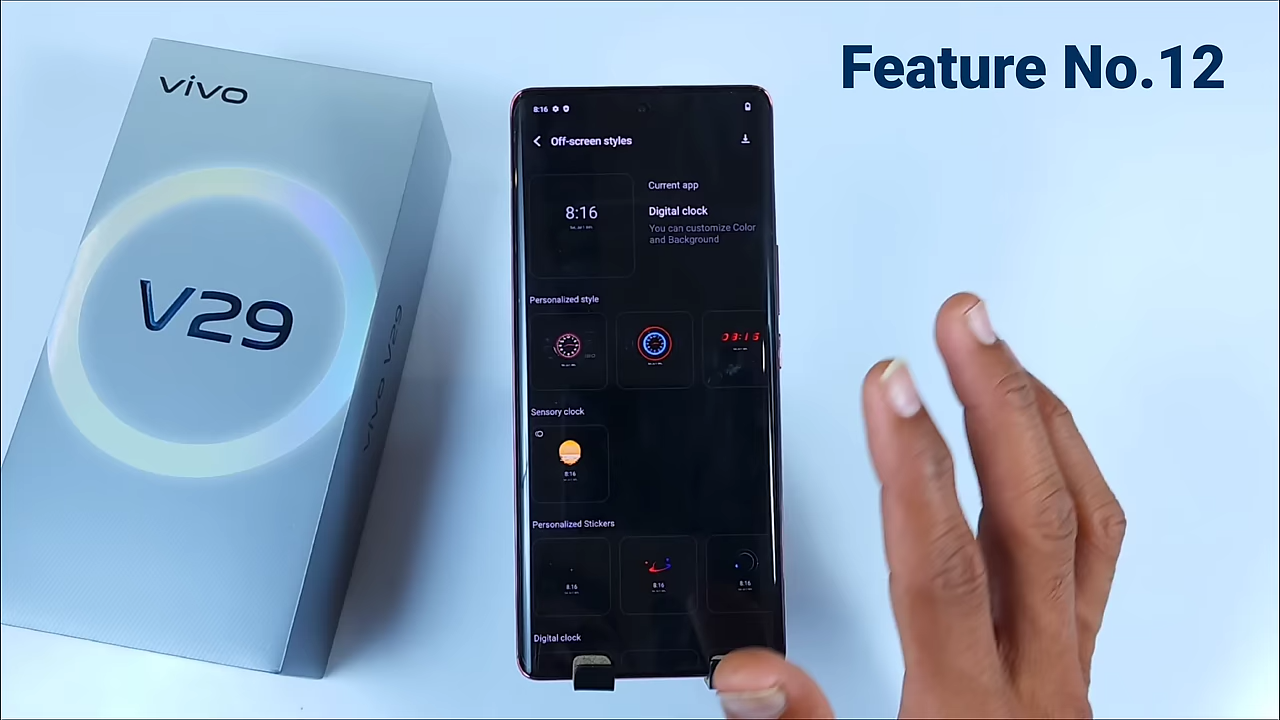 Feature No.12
vivo
V29
vivo V29
8:16
Off-screen styles
8:16
Current app
Digital clock
You can customize Color
and Background
Personalized style
03:15
Sensory clock
8:16
Personalized Stickers
8:16
8:16
8:16
Digital clock